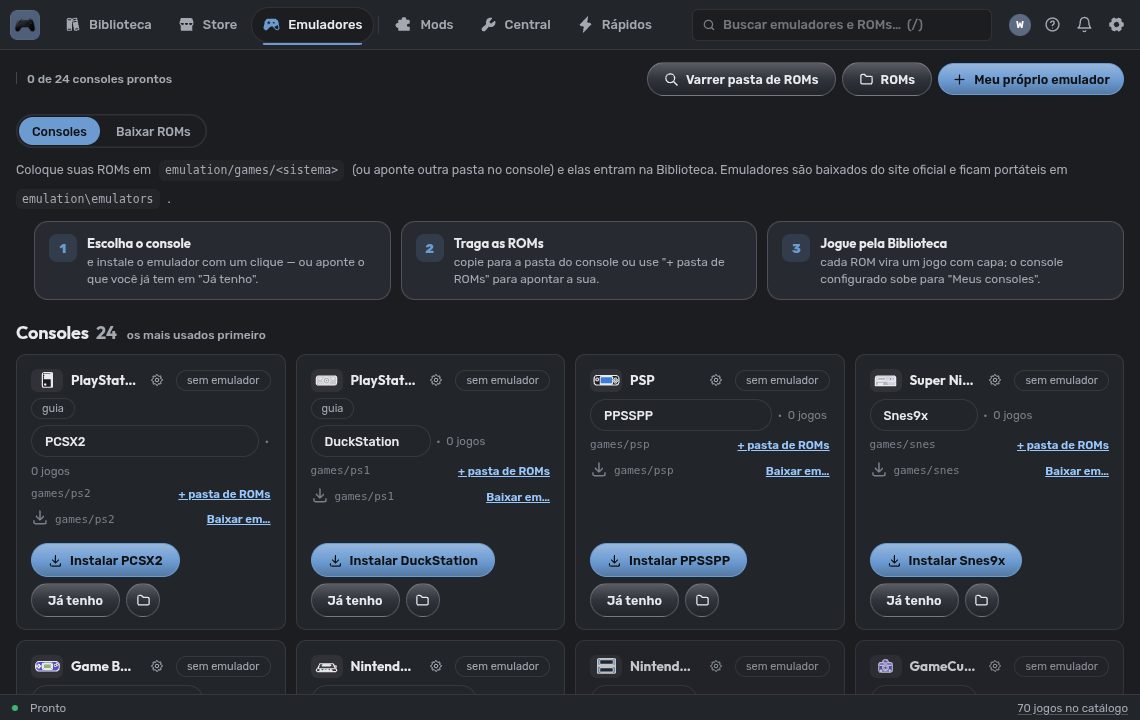 Biblioteca
Store
Emuladores
Mods
Central
Rápidos
Buscar emuladores e ROMs... (/)
W
0 de 24 consoles prontos
Varrer pasta de ROMs
ROMs
+ Meu próprio emulador
Consoles
Baixar ROMs
Coloque suas ROMs em emulation/games/<sistema> (ou aponte outra pasta no console) e elas entram na Biblioteca. Emuladores são baixados do site oficial e ficam portáteis em
emulation\emulators .
1
Escolha o console
e instale o emulador com um clique — ou aponte o
que você já tem em "Já tenho".
2
Traga as ROMs
copie para a pasta do console ou use "+ pasta de
ROMs" para apontar a sua.
3
Jogue pela Biblioteca
cada ROM vira um jogo com capa; o console
configurado sobe para "Meus consoles".
Consoles 24 os mais usados primeiro
PlayStat... sem emulador
guia
PCSX2 •
0 jogos
games/ps2 + pasta de ROMs
games/ps2 Baixar em...
Instalar PCSX2
Já tenho
PlayStat... sem emulador
guia
DuckStation • 0 jogos
games/ps1 + pasta de ROMs
games/ps1 Baixar em...
Instalar DuckStation
Já tenho
PSP sem emulador
PPSSPP • 0 jogos
games/psp + pasta de ROMs
games/psp Baixar em...
Instalar PPSSPP
Já tenho
Super Ni... sem emulador
Snes9x • 0 jogos
games/snes + pasta de ROMs
games/snes Baixar em...
Instalar Snes9x
Já tenho
Game B... sem emulador
Nintend... sem emulador
Nintend... sem emulador
GameCu... sem emulador
Pronto
70 jogos no catálogo